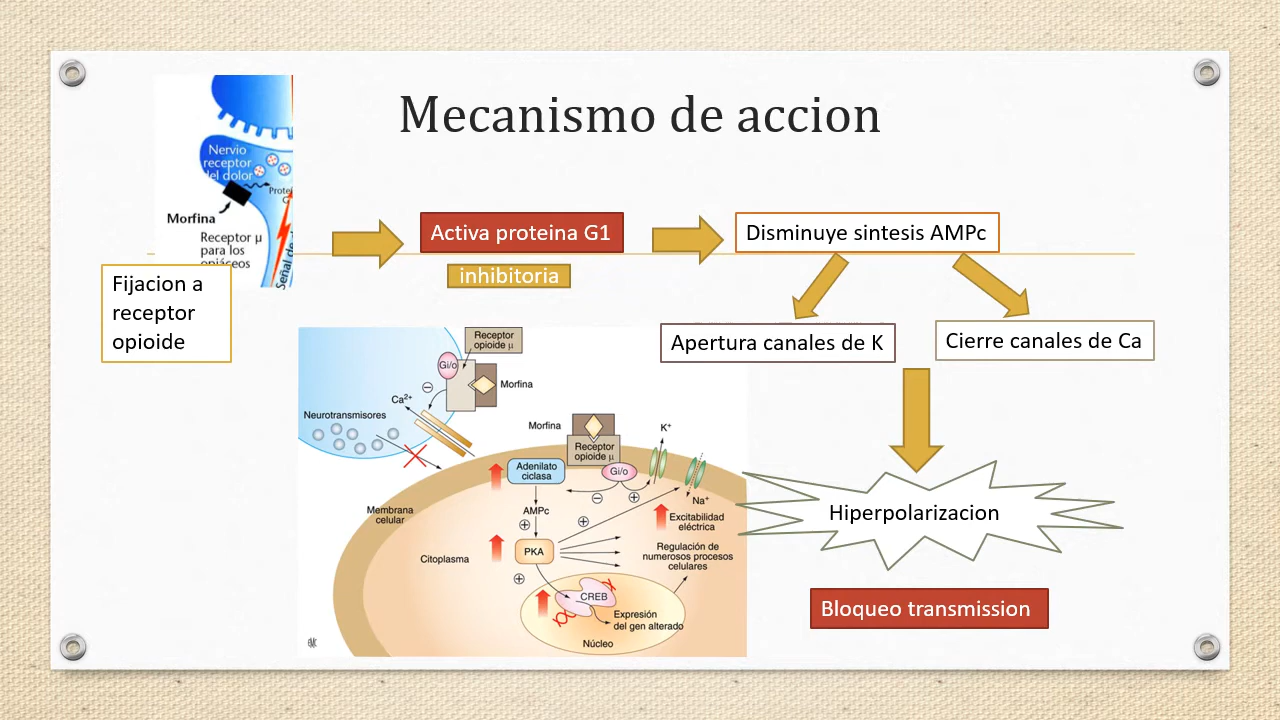 Mecanismo de accion
Nervio
receptor
del dolor
Morfina
Receptor µ
para los
opiáceos
Señal de
Fijacion a
receptor
opioide
Activa proteina G1
inhibitoria
Disminuye sintesis AMPc
Apertura canales de K
Cierre canales de Ca
Hiperpolarizacion
Bloqueo transmission
Receptor
opioide µ
Gi/o
Morfina
Ca²⁺
Neurotransmisores
Morfina
Receptor
opioide µ
K⁺
Adenilato
ciclasa
Gi/o
Na⁺
AMPc
Membrana
celular
Excitabilidad
eléctrica
Citoplasma
PKA
Regulación de
numerosos procesos
celulares
CREB
Expresión
del gen alterado
Núcleo